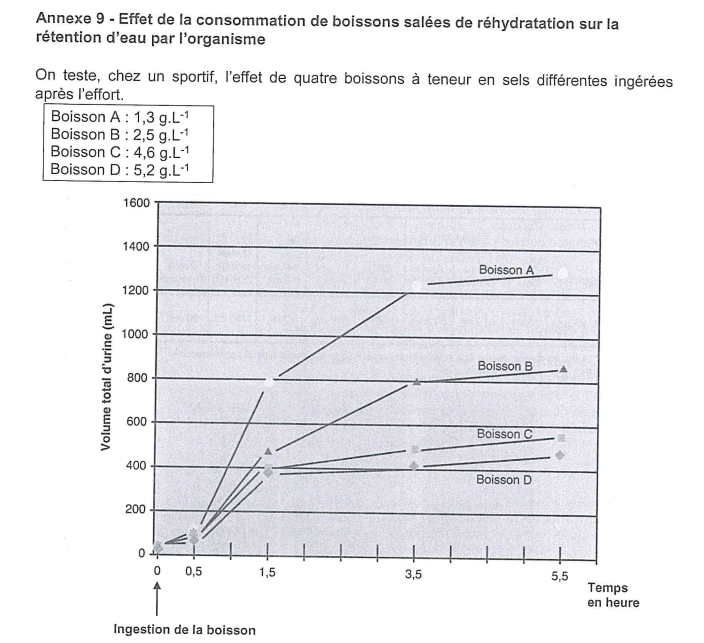 Annexe 9 - Effet de la consommation de boissons salées de réhydratation sur la
rétention d'eau par l'organisme
On teste, chez un sportif, l'effet de quatre boissons à teneur en sels différentes ingérées
après l'effort.
Boisson A : 1,3 g.L-1
Boisson B : 2,5 g.L-1
Boisson C : 4,6 g.L-1
Boisson D : 5,2 g.L-1
Volume total d'urine (mL)
1600
1400
1200
1000
800
600
400
200
0
Boisson A
Boisson B
Boisson C
Boisson D
0 0,5 1,5 3,5 5,5
Temps
en heure
Ingestion de la boisson